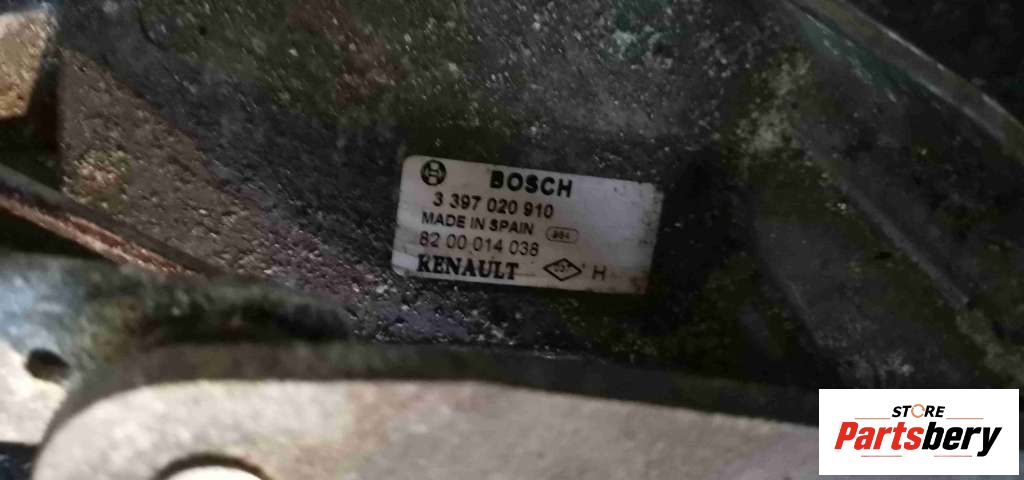 BOSCH
3 397 020 910
MADE IN SPAIN
82 00 014 038
RENAULT H
STORE
Partsbery